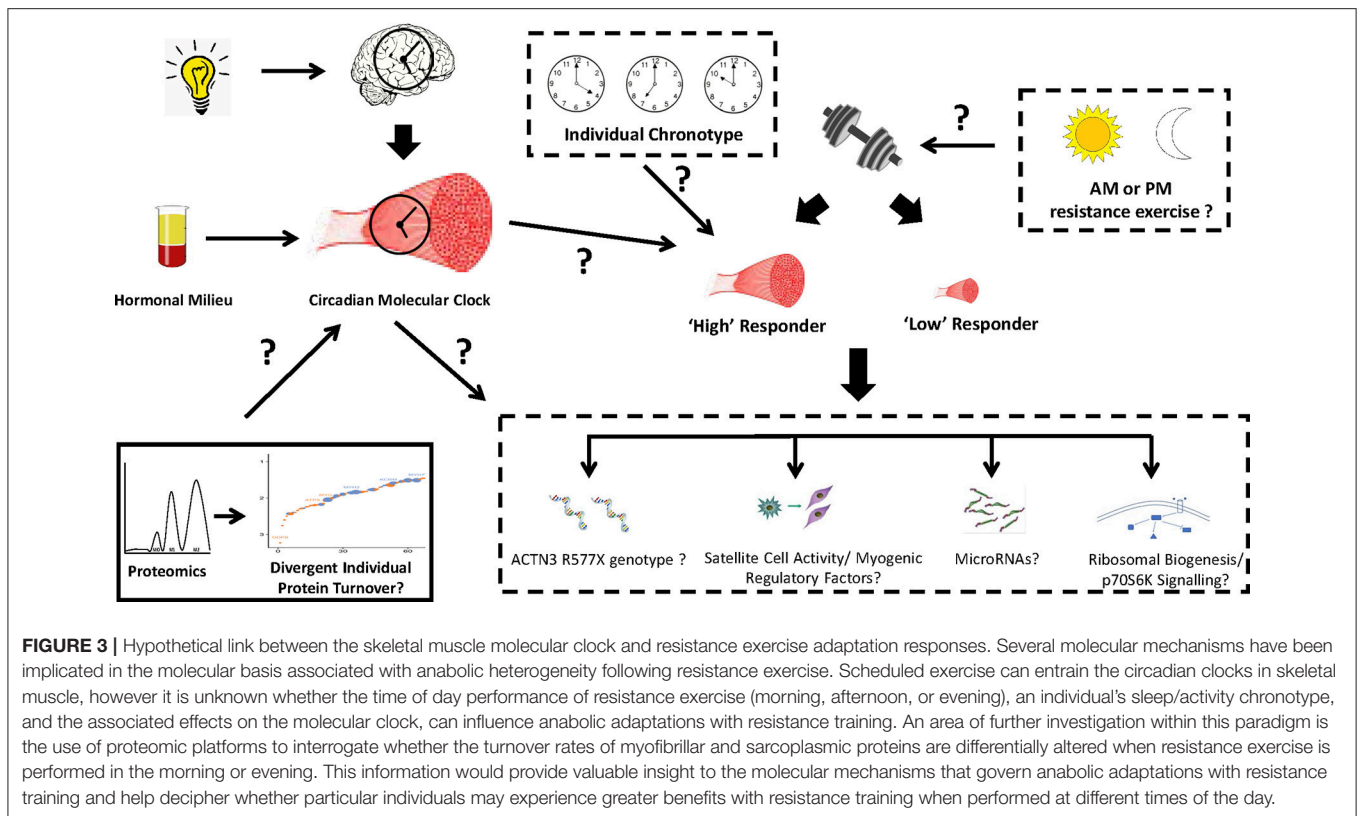 ?
Individual Chronotype
?
AM or PM
resistance exercise ?
?
Hormonal Milieu
Circadian Molecular Clock
'High' Responder
'Low' Responder
?
?
Proteomics
Divergent Individual
Protein Turnover?
ACTN3 R577X genotype ?
Satellite Cell Activity/ Myogenic
Regulatory Factors?
MicroRNAs?
Ribosomal Biogenesis/
p70S6K Signalling?
FIGURE 3 | Hypothetical link between the skeletal muscle molecular clock and resistance exercise adaptation responses. Several molecular mechanisms have been
implicated in the molecular basis associated with anabolic heterogeneity following resistance exercise. Scheduled exercise can entrain the circadian clocks in skeletal
muscle, however it is unknown whether the time of day performance of resistance exercise (morning, afternoon, or evening), an individual's sleep/activity chronotype,
and the associated effects on the molecular clock, can influence anabolic adaptations with resistance training. An area of further investigation within this paradigm is
the use of proteomic platforms to interrogate whether the turnover rates of myofibrillar and sarcoplasmic proteins are differentially altered when resistance exercise is
performed in the morning or evening. This information would provide valuable insight to the molecular mechanisms that govern anabolic adaptations with resistance
training and help decipher whether particular individuals may experience greater benefits with resistance training when performed at different times of the day.